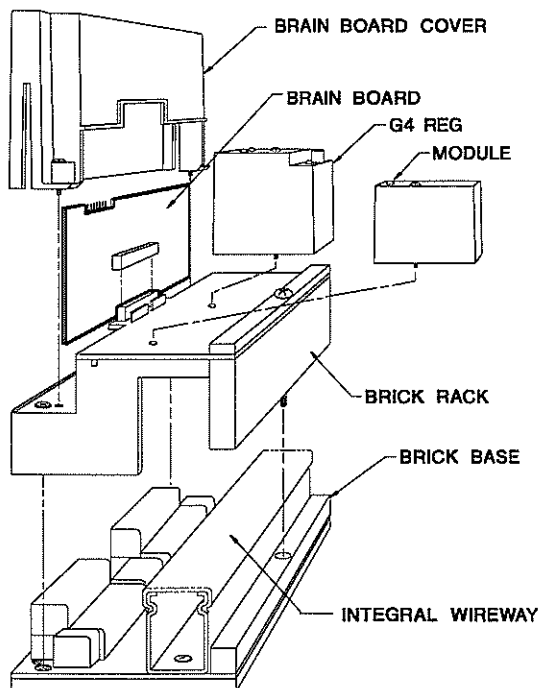 BRAIN BOARD COVER
BRAIN BOARD
G4 REG
MODULE
BRICK RACK
BRICK BASE
INTEGRAL WIREWAY